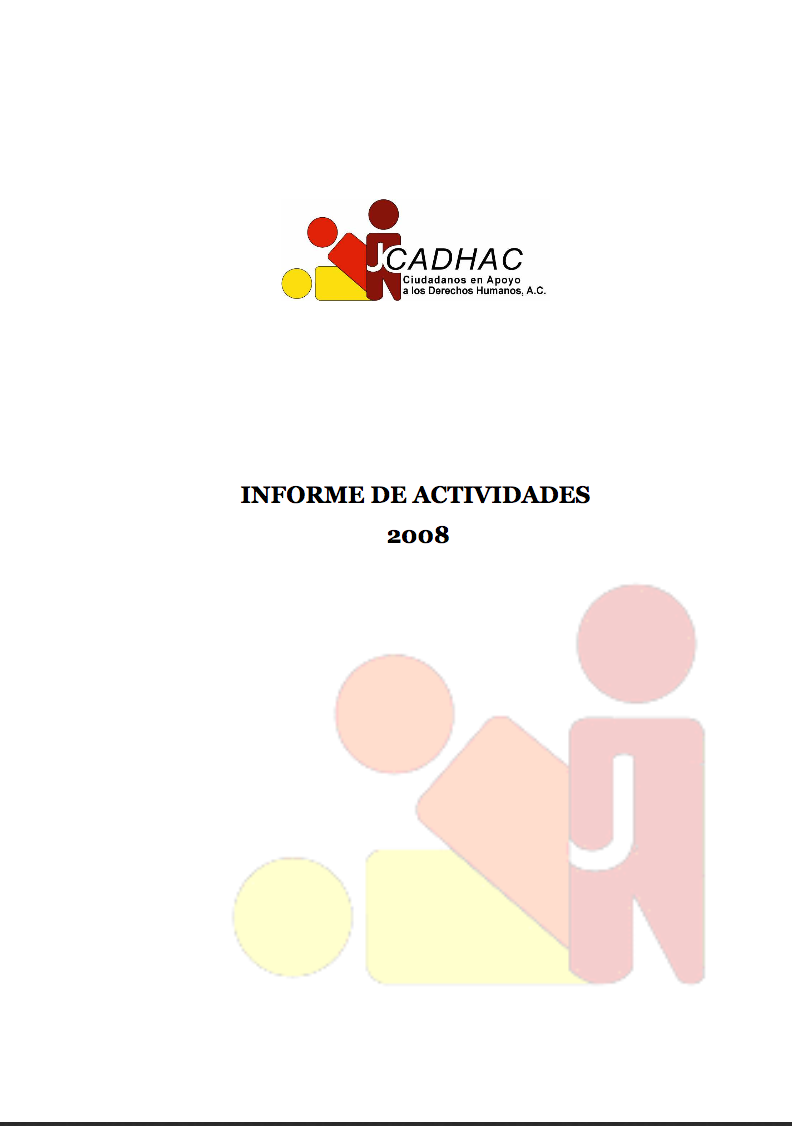 CADHAC
Ciudadanos en Apoyo
a los Derechos Humanos, A.C.
INFORME DE ACTIVIDADES
2008